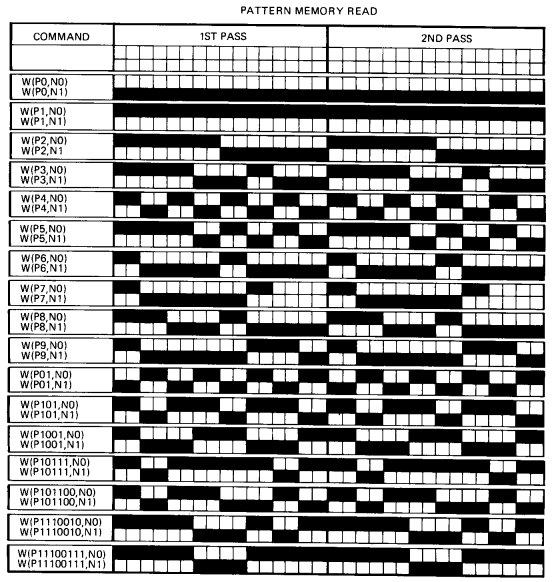 PATTERN MEMORY READ
COMMAND 1ST PASS 2ND PASS
W(P0,N0)
W(P0,N1)
W(P1,N0)
W(P1,N1)
W(P2,N0)
W(P2,N1
W(P3,N0)
W(P3,N1)
W(P4,N0)
W(P4,N1)
W(P5,N0)
W(P5,N1)
W(P6,N0)
W(P6,N1)
W(P7,N0)
W(P7,N1)
W(P8,N0)
W(P8,N1)
W(P9,N0)
W(P9,N1)
W(P01,N0)
W(P01,N1)
W(P101,N0)
W(P101,N1)
W(P1001,N0)
W(P1001,N1)
W(P10111,N0)
W(P10111,N1)
W(P101100,N0)
W(P101100,N1)
W(P1110010,N0)
W(P1110010,N1)
W(P11100111,N0)
W(P11100111,N1)